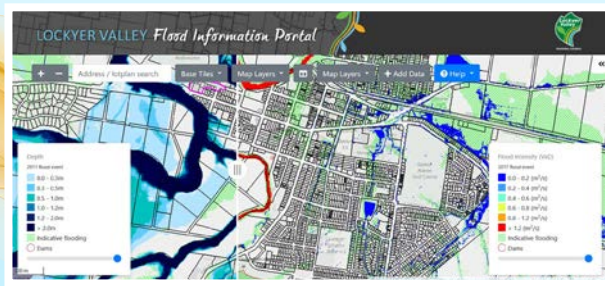 LOCKYER VALLEY Flood Information Portal
LOCKYER VALLEY
+ − Address / lotplan search Base Tiles Map Layers Map Layers + Add Data Help «
Depth
2017 flood event
0.0 - 0.3m
0.3 - 0.5m
0.5 - 1.0m
1.0 - 1.2m
1.2 - 2.0m
> 2.0m
Indicative flooding
Dams
Flood Intensity (VxD)
2017 flood event
0.0 - 0.2 (m²/s)
0.2 - 0.4 (m²/s)
0.4 - 0.6 (m²/s)
0.6 - 0.8 (m²/s)
0.8 - 1.2 (m²/s)
> 1.2 (m²/s)
Indicative flooding
Dams